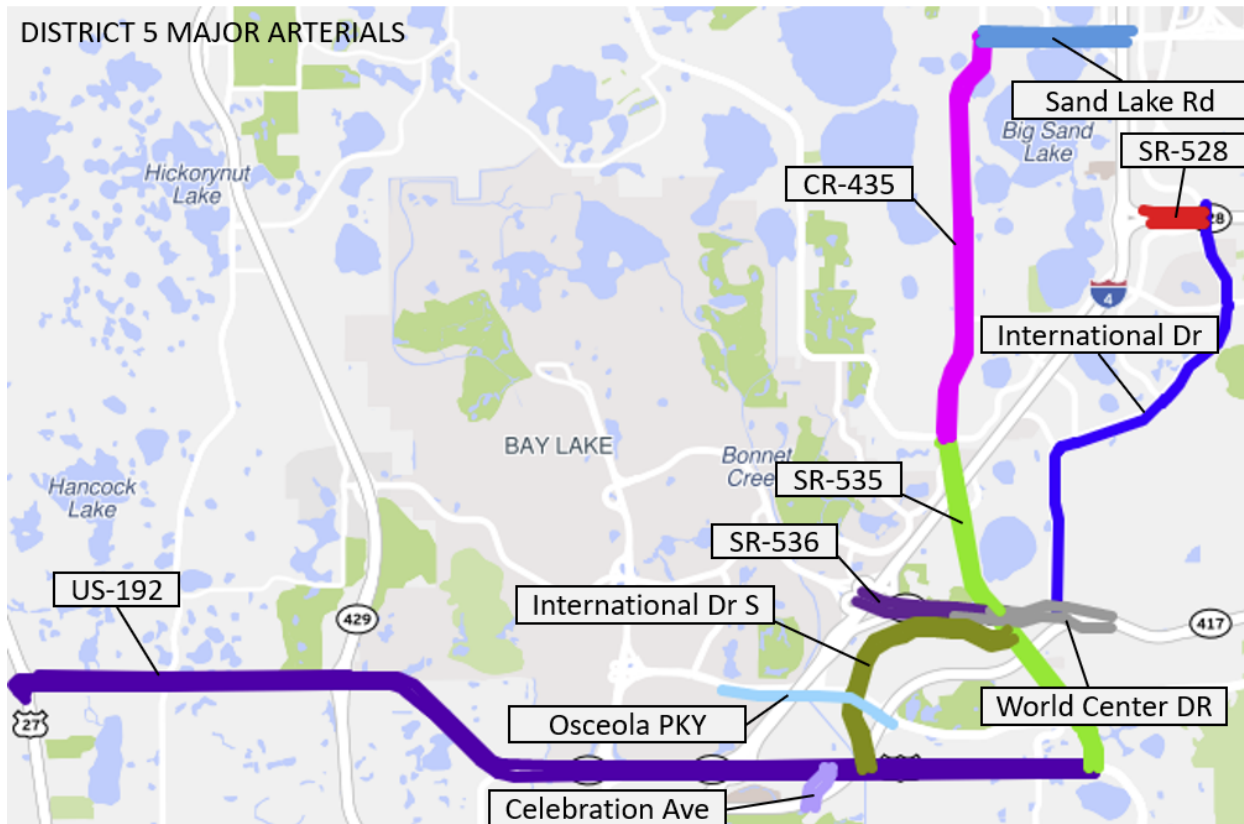 DISTRICT 5 MAJOR ARTERIALS
Sand Lake Rd
Big Sand
Lake
SR-528
Hickorynut
Lake
CR-435
28
4
International Dr
BAY LAKE
Bonnet
Cree
SR-535
Hancock
Lake
SR-536
US-192
International Dr S
429
417
27
Osceola PKY
World Center DR
Celebration Ave